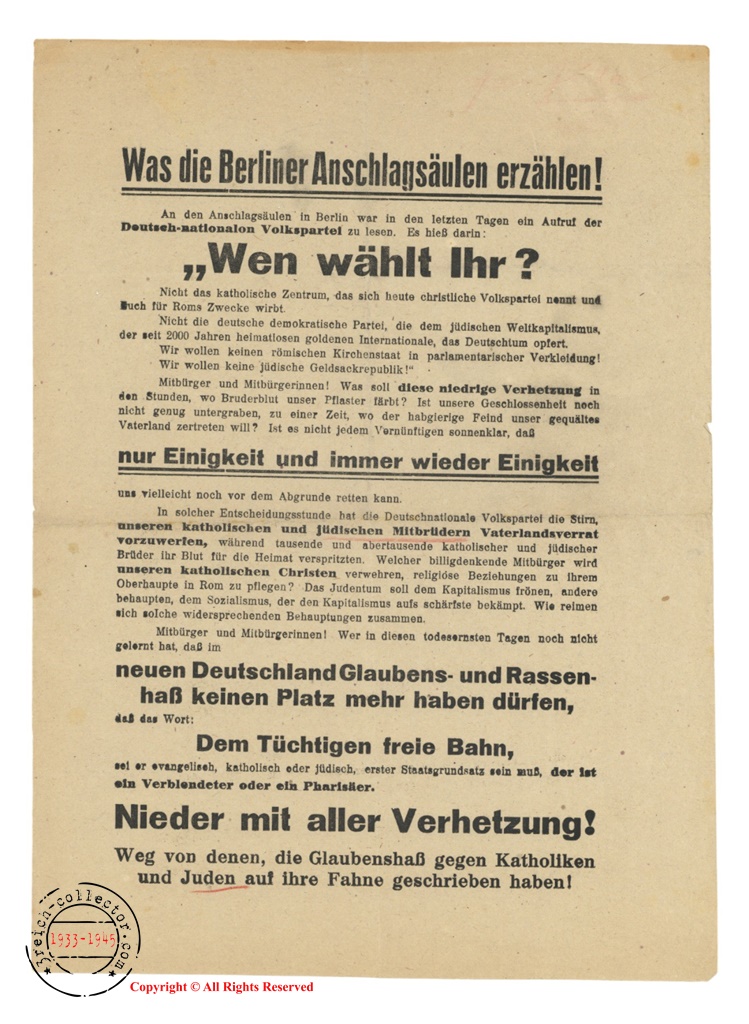 Was die Berliner Anschlagsäulen erzählen!
An den Anschlagsäulen in Berlin war in den letzten Tagen ein Aufruf der
Deutsch-nationalon Volkspartei zu lesen. Es hieß darin:
„Wen wählt Ihr?
Nicht das katholische Zentrum, das sich heute christliche Volkspartei nennt und
Euch für Roms Zwecke wirbt.
Nicht die deutsche demokratische Partei, die dem jüdischen Weltkapitalismus,
der seit 2000 Jahren heimatlosen goldenen Internationale, das Deutschtum opfert.
Wir wollen keinen römischen Kirchenstaat in parlamentarischer Verkleidung!
Wir wollen keine jüdische Geldsackrepublik!“
Mitbürger und Mitbürgerinnen! Was soll diese niedrige Verhetzung in
den Stunden, wo Bruderblut unser Pflaster färbt? Ist unsere Geschlossenheit noch
nicht genug untergraben, zu einer Zeit, wo der habgierige Feind unser gequältes
Vaterland zertreten will? Ist es nicht jedem Vernünftigen sonnenklar, daß
nur Einigkeit und immer wieder Einigkeit
uns vielleicht noch vor dem Abgrunde retten kann.
In solcher Entscheidungsstunde hat die Deutschnationale Volkspartei die Stirn,
unseren katholischen und jüdischen Mitbrüdern Vaterlandsverrat
vorzuwerfen, während tausende und abertausende katholischer und jüdischer
Brüder ihr Blut für die Heimat verspritzten. Welcher billigdenkende Mitbürger wird
unseren katholischen Christen verwehren, religiöse Beziehungen zu ihrem
Oberhaupte in Rom zu pflegen? Das Judentum soll dem Kapitalismus frönen, andere
behaupten, dem Sozialismus, der den Kapitalismus aufs schärfste bekämpt. Wie reimen
sich solche widersprechenden Behauptungen zusammen.
Mitbürger und Mitbürgerinnen! Wer in diesen todesernsten Tagen noch nicht
gelernt hat, daß im
neuen Deutschland Glaubens- und Rassen-
haß keinen Platz mehr haben dürfen,
daß das Wort:
Dem Tüchtigen freie Bahn,
sei er evangelisch, katholisch oder jüdisch, erster Staatsgrundsatz sein muß, der ist
ein Verblendeter oder ein Pharisäer.
Nieder mit aller Verhetzung!
Weg von denen, die Glaubenshaß gegen Katholiken
und Juden auf ihre Fahne geschrieben haben!
3reich-collector.com
1933-1945
Copyright © All Rights Reserved